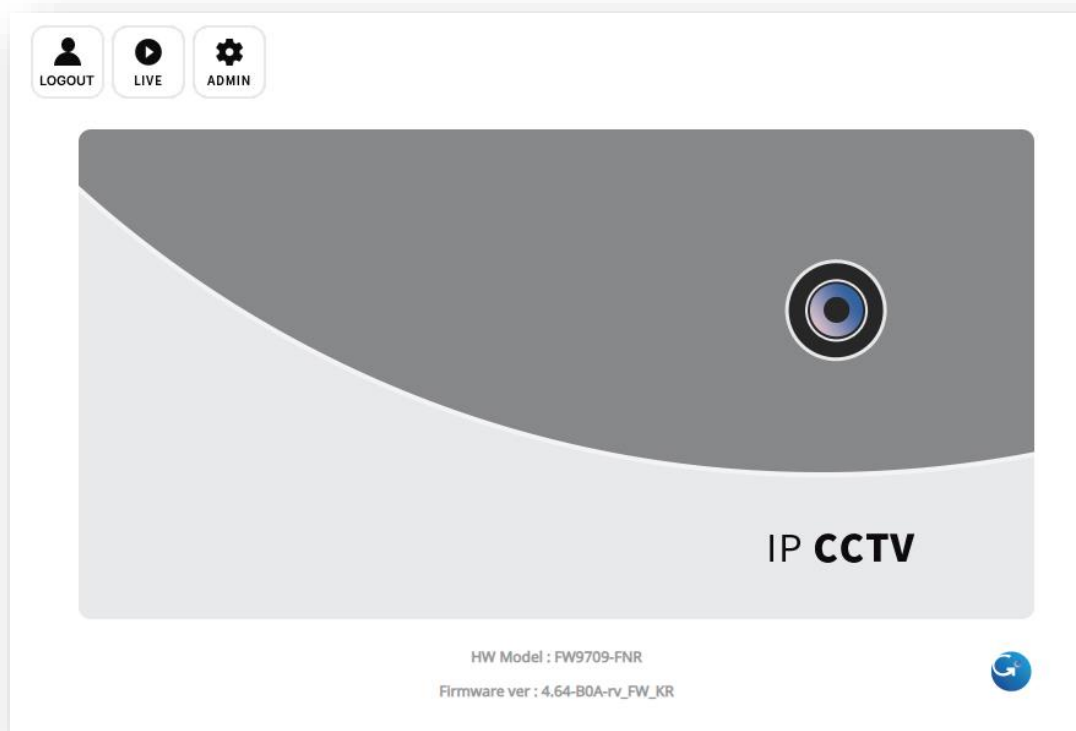 LOGOUT LIVE ADMIN
IP CCTV
HW Model : FW9709-FNR
Firmware ver : 4.64-B0A-rv_FW_KR